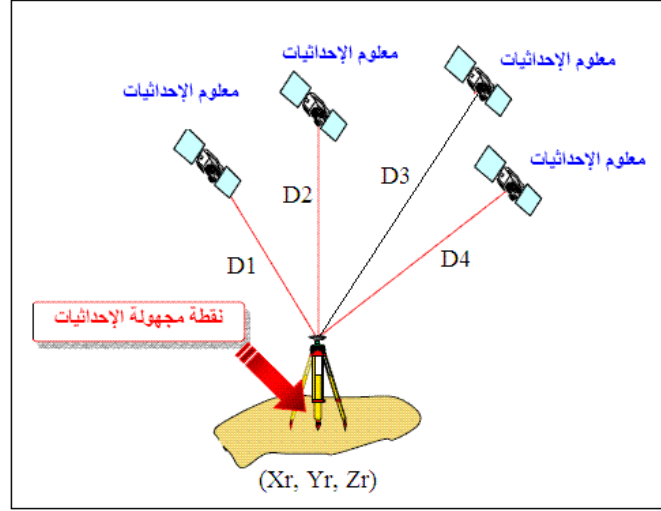 معلوم الإحداثيات
معلوم الإحداثيات
معلوم الإحداثيات
معلوم الإحداثيات
D3
D2
D1
D4
نقطة مجهولة الإحداثيات
(Xr, Yr, Zr)